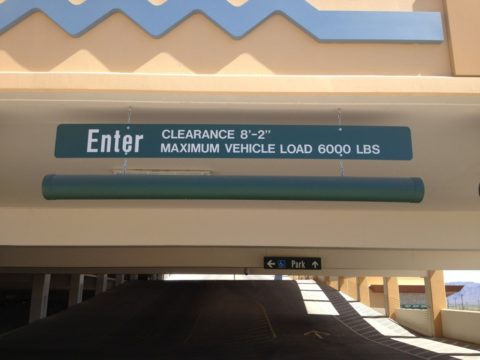 Enter
CLEARANCE 8'-2"
MAXIMUM VEHICLE LOAD 6000 LBS
Park